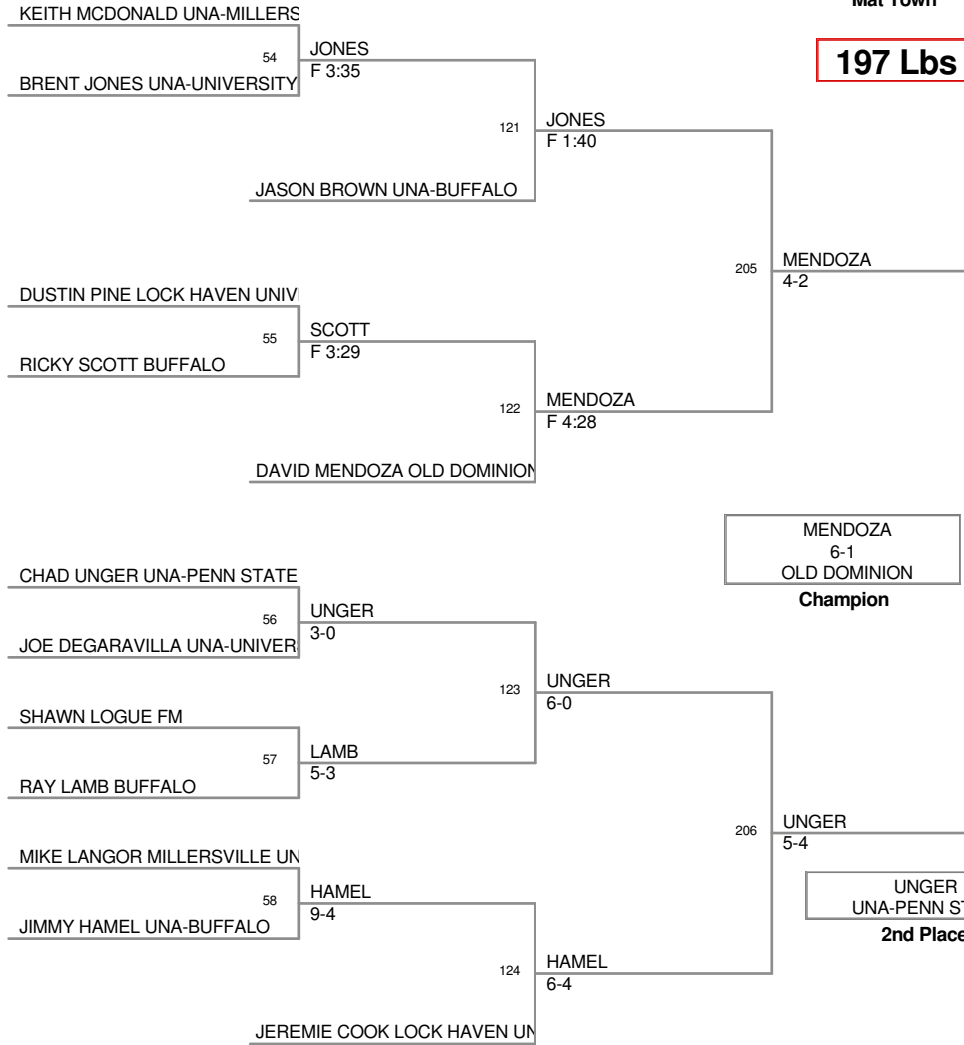 Mat Town
197 Lbs
KEITH MCDONALD UNA-MILLERS
54
JONES
F 3:35
BRENT JONES UNA-UNIVERSITY
121
JONES
F 1:40
JASON BROWN UNA-BUFFALO
205
MENDOZA
4-2
DUSTIN PINE LOCK HAVEN UNIV
55
SCOTT
F 3:29
RICKY SCOTT BUFFALO
122
MENDOZA
F 4:28
DAVID MENDOZA OLD DOMINION
MENDOZA
6-1
OLD DOMINION
Champion
CHAD UNGER UNA-PENN STATE
56
UNGER
3-0
JOE DEGARAVILLA UNA-UNIVER
123
UNGER
6-0
SHAWN LOGUE FM
57
LAMB
5-3
RAY LAMB BUFFALO
206
UNGER
5-4
MIKE LANGOR MILLERSVILLE UN
58
HAMEL
9-4
JIMMY HAMEL UNA-BUFFALO
UNGER
UNA-PENN ST
2nd Place
124
HAMEL
6-4
JEREMIE COOK LOCK HAVEN UN